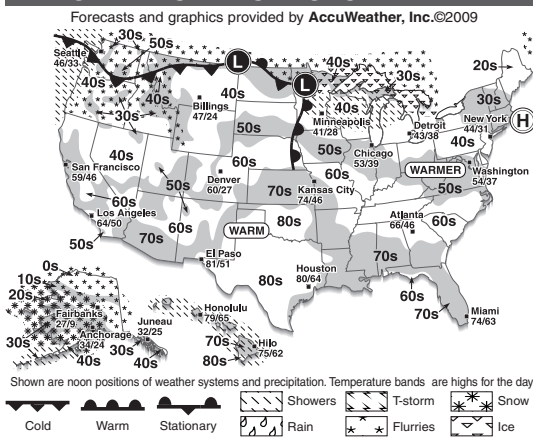 Forecasts and graphics provided by AccuWeather, Inc.©2009
30s
50s
Seattle
46/33
40s
40s
30s
Billings
47/24
L
40s
L
40s
30s
20s
30s
40s
Minneapolis
41/28
Detroit
43/38
New York
44/31
H
50s
50s
Chicago
53/39
40s
WARMER
Washington
54/37
50s
San Francisco
59/46
40s
60s
Los Angeles
64/50
50s
50s
60s
70s
Denver
60/27
60s
70s
Kansas City
74/46
60s
WARM
80s
Atlanta
66/46
60s
El Paso
81/51
80s
Houston
80/64
70s
60s
70s
Miami
74/63
0s
10s
20s
Fairbanks
27/9
Anchorage
34/24
30s
40s
Juneau
32/25
30s
40s
Honolulu
79/65
70s
80s
Hilo
75/62
Shown are noon positions of weather systems and precipitation. Temperature bands are highs for the day.
Cold
Warm
Stationary
Showers
T-storm
Snow
Rain
Flurries
Ice